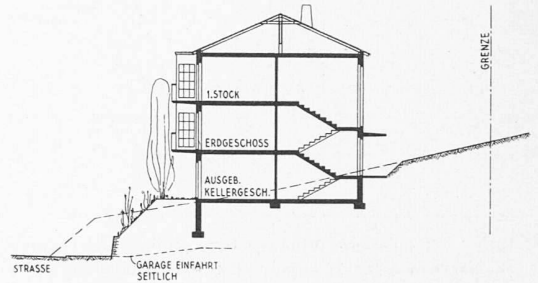 GRENZE
1.STOCK
ERDGESCHOSS
AUSGEB.
KELLERGESCH.
STRASSE
GARAGE EINFAHRT
SEITLICH